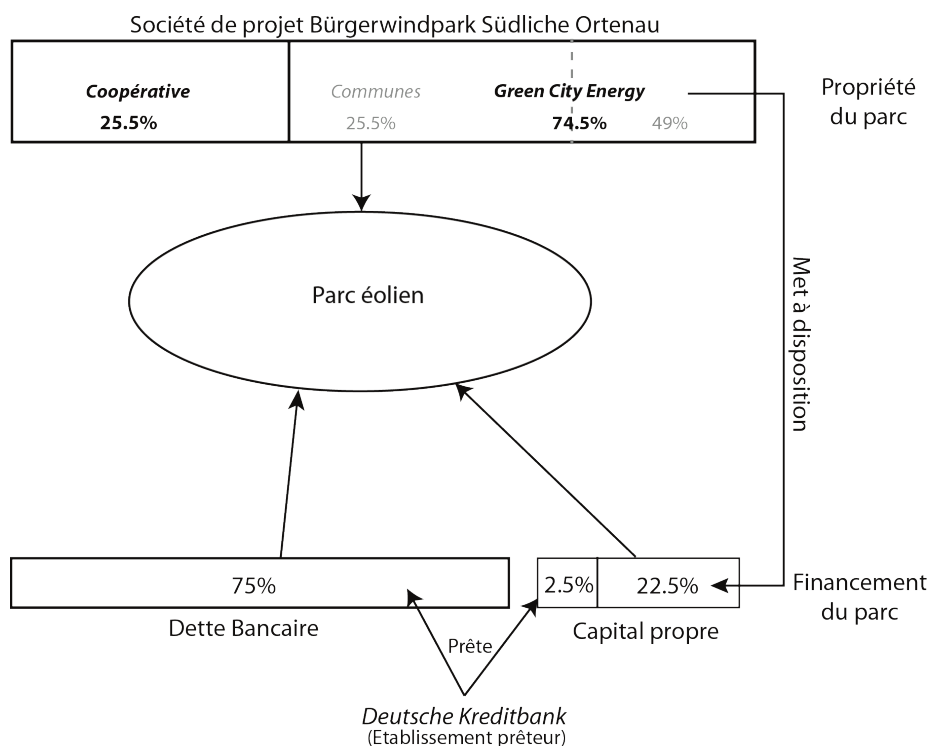 Société de projet Bürgerwindpark Südliche Ortenau
Coopérative
25.5%
Communes
25.5%
Green City Energy
74.5%
49%
Propriété
du parc
Parc éolien
Met à disposition
75%
Dette Bancaire
2.5%
22.5%
Capital propre
Financement
du parc
Prête
Deutsche Kreditbank
(Etablissement prêteur)